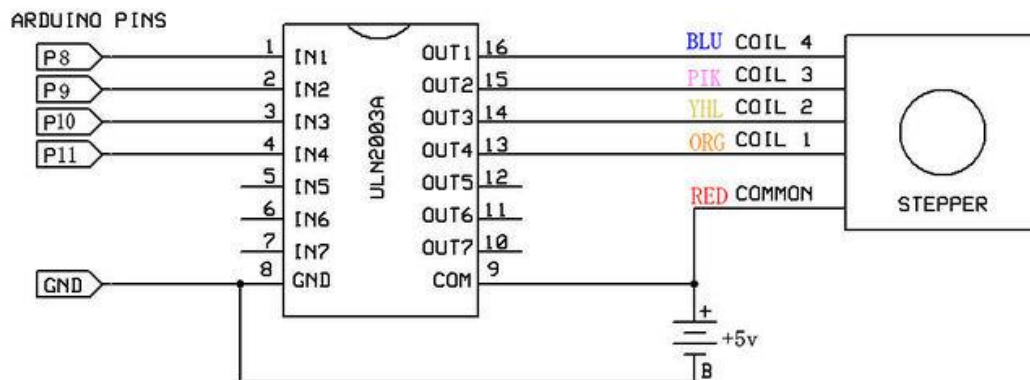 ARDUINO PINS
P8
P9
P10
P11
GND
1 IN1
2 IN2
3 IN3
4 IN4
5 IN5
6 IN6
7 IN7
8 GND
ULN2003A
OUT1 16
OUT2 15
OUT3 14
OUT4 13
OUT5 12
OUT6 11
OUT7 10
COM 9
BLU COIL 4
PIK COIL 3
YHL COIL 2
ORG COIL 1
RED COMMON
STEPPER
+
+5v
B